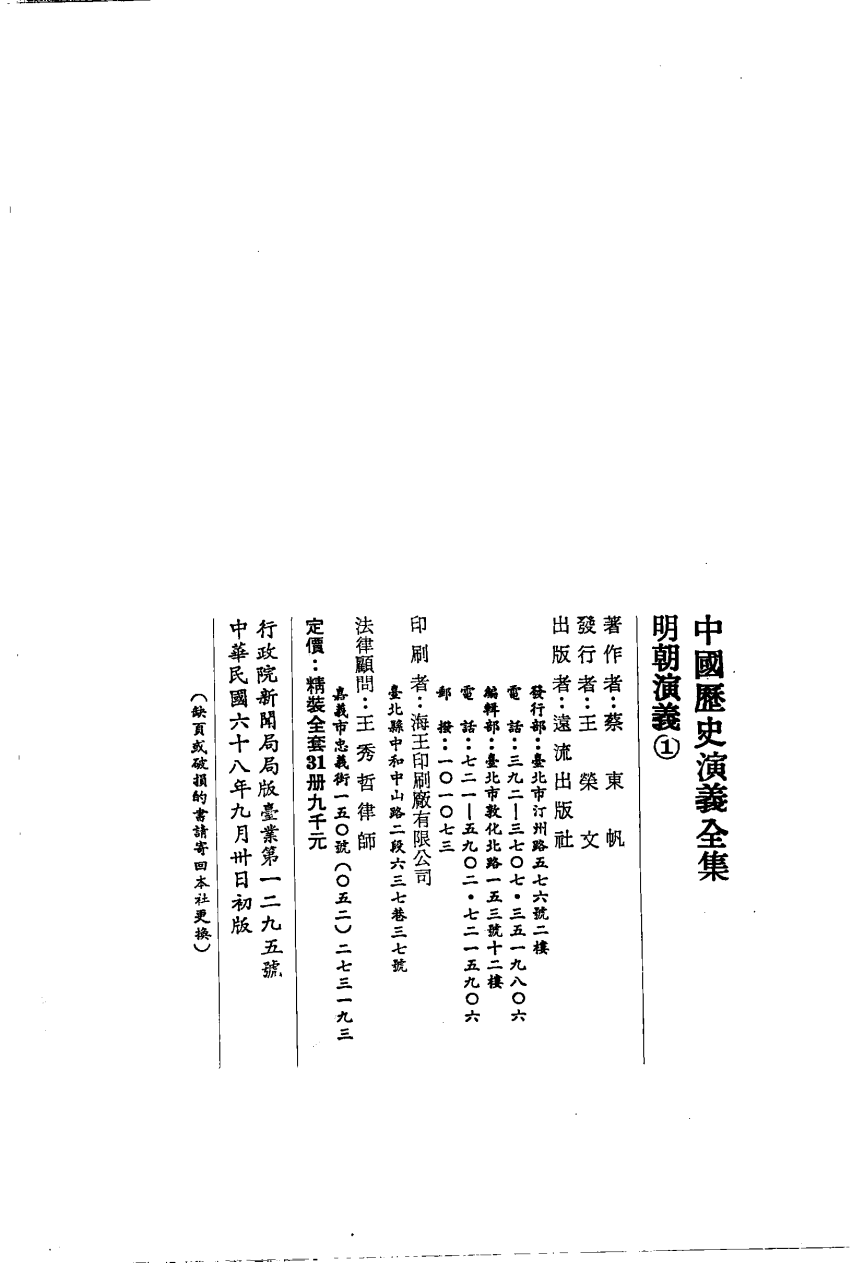 中國歷史演義全集
明朝演義①
著作者：蔡東帆
發行者：王榮文
出版者：遠流出版社
發行部：臺北市汀州路五七六號二樓
電話：三九二—三七〇七・三五一九八〇六
編輯部：臺北市敦化北路一五三號十二樓
電話：七二一—五九〇二・七二一五九〇六
郵撥：一〇一〇七三
印刷者：海王印刷廠有限公司
臺北縣中和中山路二段六三七巷三七號
法律顧問：王秀哲律師
嘉義市忠義街一五〇號（〇五二）二七三一九三
定價：精裝全套31册九千元
行政院新聞局局版臺業第一二九五號
中華民國六十八年九月卅日初版
（缺頁或破損的書請寄回本社更換）